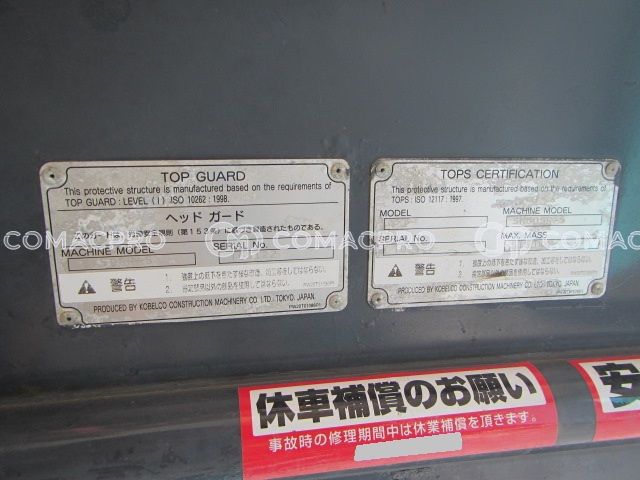 TOP GUARD
This protective structure is manufactured based on the requirements of
TOP GUARD : LEVEL (I) ISO 10262 : 1998.
ヘッド ガード
MACHINE MODEL
SERIAL No.
警告
PRODUCED BY KOBELCO CONSTRUCTION MACHINERY CO. LTD. TOKYO, JAPAN
TOPS CERTIFICATION
This protective structure is manufactured based on the requirements of
TOPS : ISO 12117 : 1997.
MODEL
MACHINE MODEL
SERIAL No.
MAX. MASS
警告
PRODUCED BY KOBELCO CONSTRUCTION MACHINERY CO. LTD. TOKYO, JAPAN
COMACPRO
COMACPRO
休車補償のお願い
事故時の修理期間中は休業補償を頂きます。
安